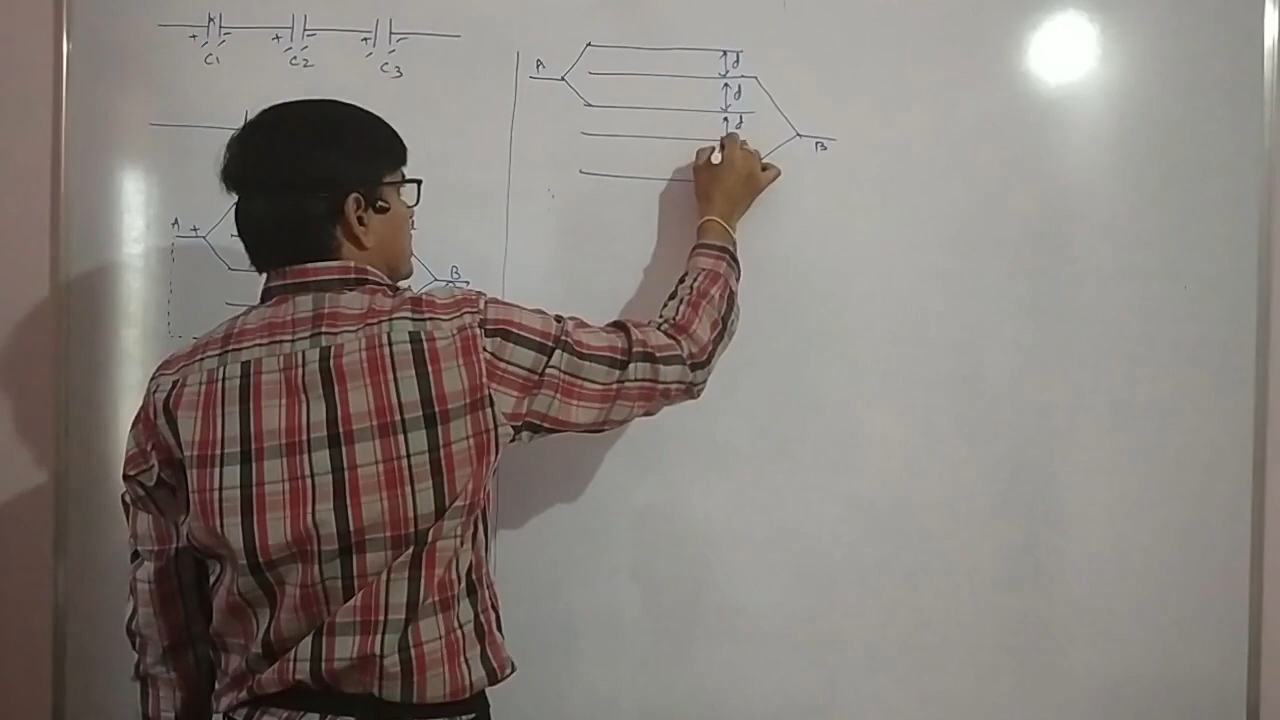 + - + - + -
C1 C2 C3
A + B
A d
d
d
B